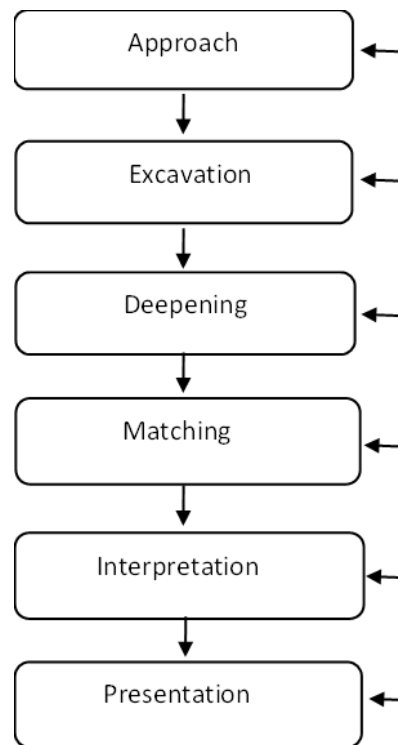 Approach
Excavation
Deepening
Matching
Interpretation
Presentation